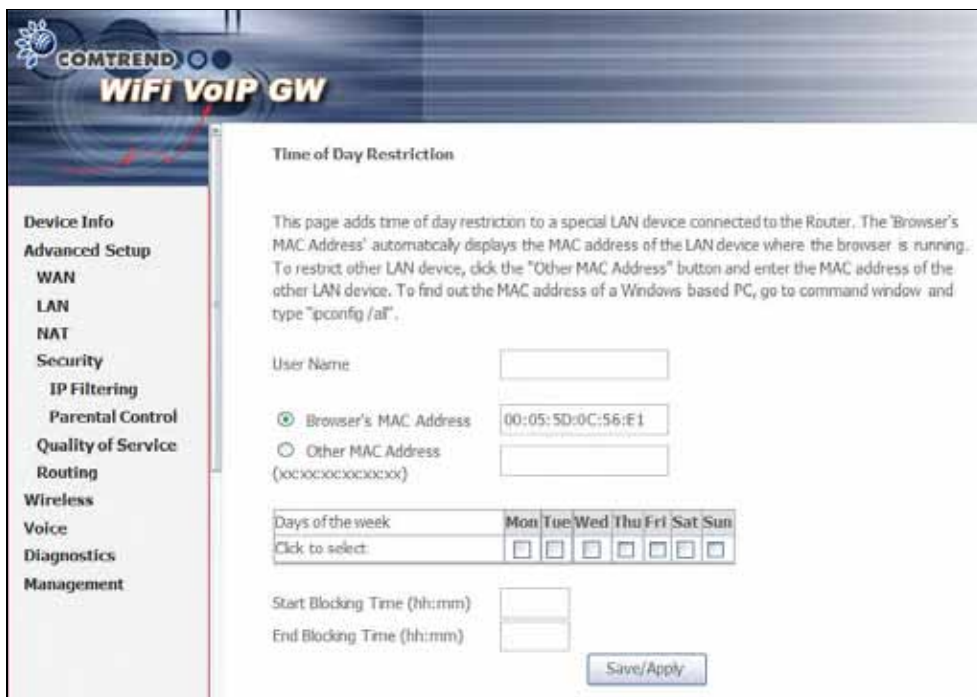 COMTREND
WiFi VoIP GW
Device Info
Advanced Setup
WAN
LAN
NAT
Security
IP Filtering
Parental Control
Quality of Service
Routing
Wireless
Voice
Diagnostics
Management
Time of Day Restriction
This page adds time of day restriction to a special LAN device connected to the Router. The 'Browser's
MAC Address' automatically displays the MAC address of the LAN device where the browser is running.
To restrict other LAN device, click the "Other MAC Address" button and enter the MAC address of the
other LAN device. To find out the MAC address of a Windows based PC, go to command window and
type "ipconfig /all".
User Name
Browser's MAC Address 00:05:5D:0C:56:E1
Other MAC Address
(xx:xx:xx:xx:xx:xx)
Days of the week Mon Tue Wed Thu Fri Sat Sun
Click to select
Start Blocking Time (hh:mm)
End Blocking Time (hh:mm)
Save/Apply